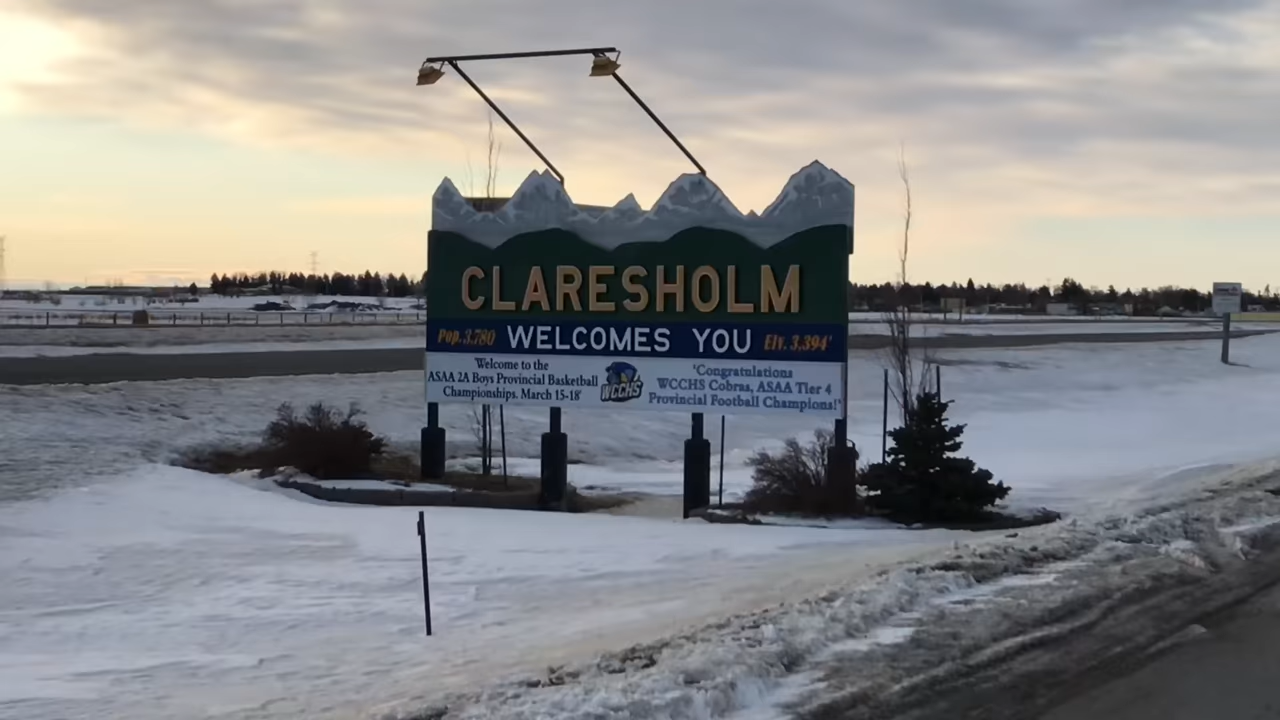 CLARESHOLM
Pop. 3,780 WELCOMES YOU Elv. 3,394'
'Welcome to the
ASAA 2A Boys Provincial Basketball
Championships. March 15-18'
WCCHS
'Congratulations
WCCHS Cobras, ASAA Tier 4
Provincial Football Champions!'